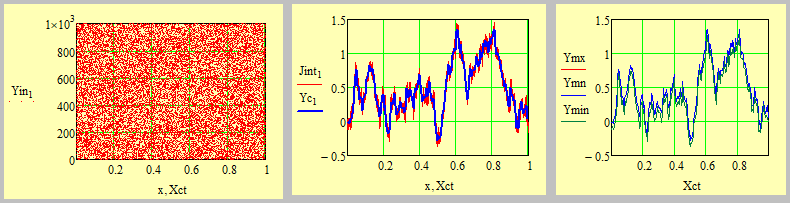 1×10³
800
600
400
200
0
Yin₁
0.2 0.4 0.6 0.8 1
x, Xct
1.5
1
0.5
0
− 0.5
Jint₁
Yc₁
0.2 0.4 0.6 0.8 1
x, Xct
1.5
1
0.5
0
− 0.5
Ymx
Ymn
Ymin
0.2 0.4 0.6 0.8
Xct